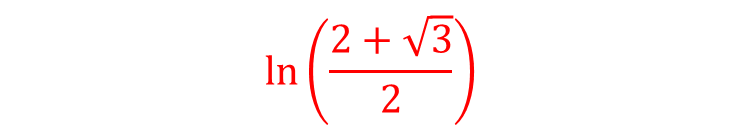 ln((2 + √3)/2)